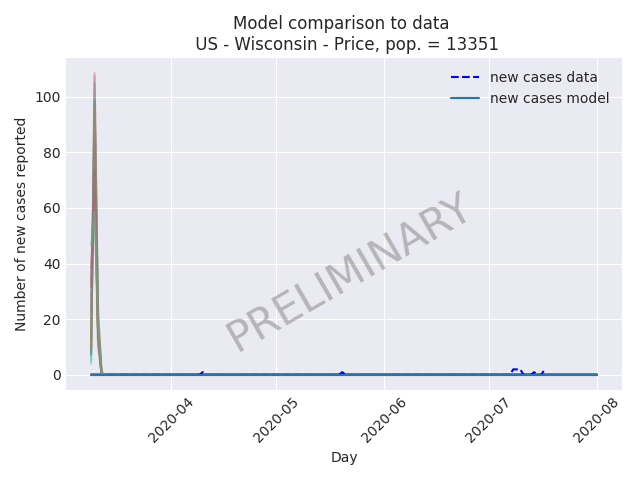 Model comparison to data
US - Wisconsin - Price, pop. = 13351
new cases data
new cases model
Number of new cases reported
100
80
60
40
20
0
PRELIMINARY
2020-04
2020-05
2020-06
2020-07
2020-08
Day